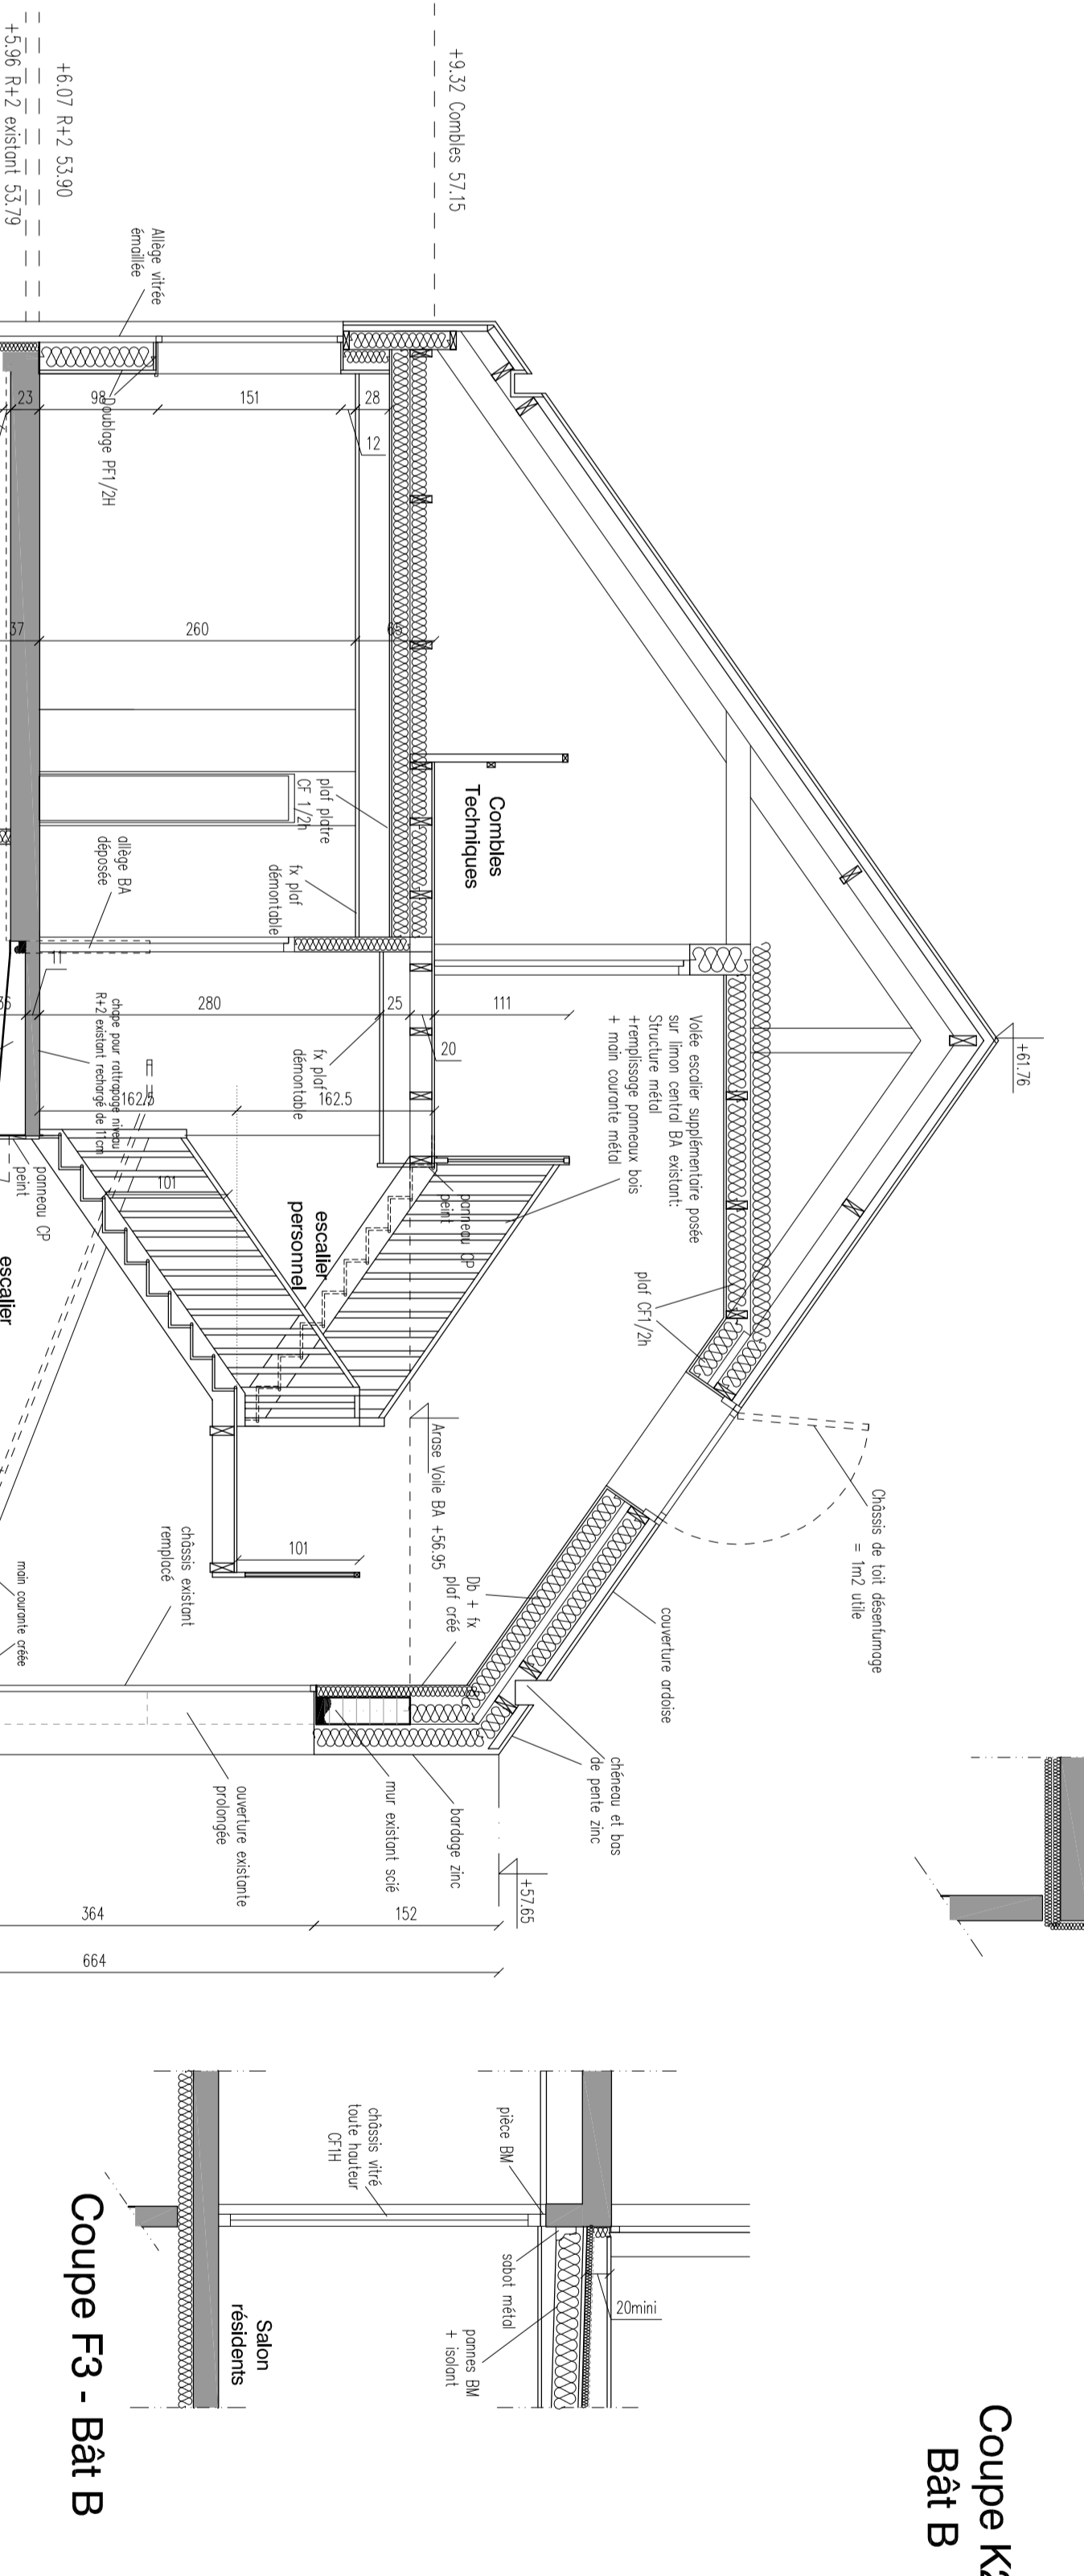 +9.32 Combles 57.15
+6.07 R+2 53.90
+5.96 R+2 existant 53.79
+61.76
Allège vitrée
émaillée
23
98
151
28
12
Doublage PF1/2H
37
260
65
Combles
Techniques
plaf platre
CF 1/2h
fx plaf
démontable
allège BA
déposée
11
36
280
25
20
111
chape pour rattrapage niveau
R+2 existant rechargé de 11cm
fx plaf
démontable
162.5
162.5
Volée escalier supplémentaire posée
sur limon central BA existant:
Structure métal
+remplissage panneaux bois
+ main courante métal
panneau CP
peint
panneau CP
peint
101
escalier
personnel
escalier
plaf CF1/2h
Arase Voile BA +56.95
Châssis de toit désenfumage
= 1m2 utile
101
châssis existant
remplacé
main courante créée
Db + fx
plaf créé
couverture ardoise
chéneau et bas
de pente zinc
bardage zinc
mur existant scié
ouverture existante
prolongée
+57.65
364
152
664
pièce BM
châssis vitré
toute hauteur
CF1H
sabot métal
20mini
pannes BM
+ isolant
Salon
résidents
Coupe F3 - Bât B
Coupe K2
Bât B